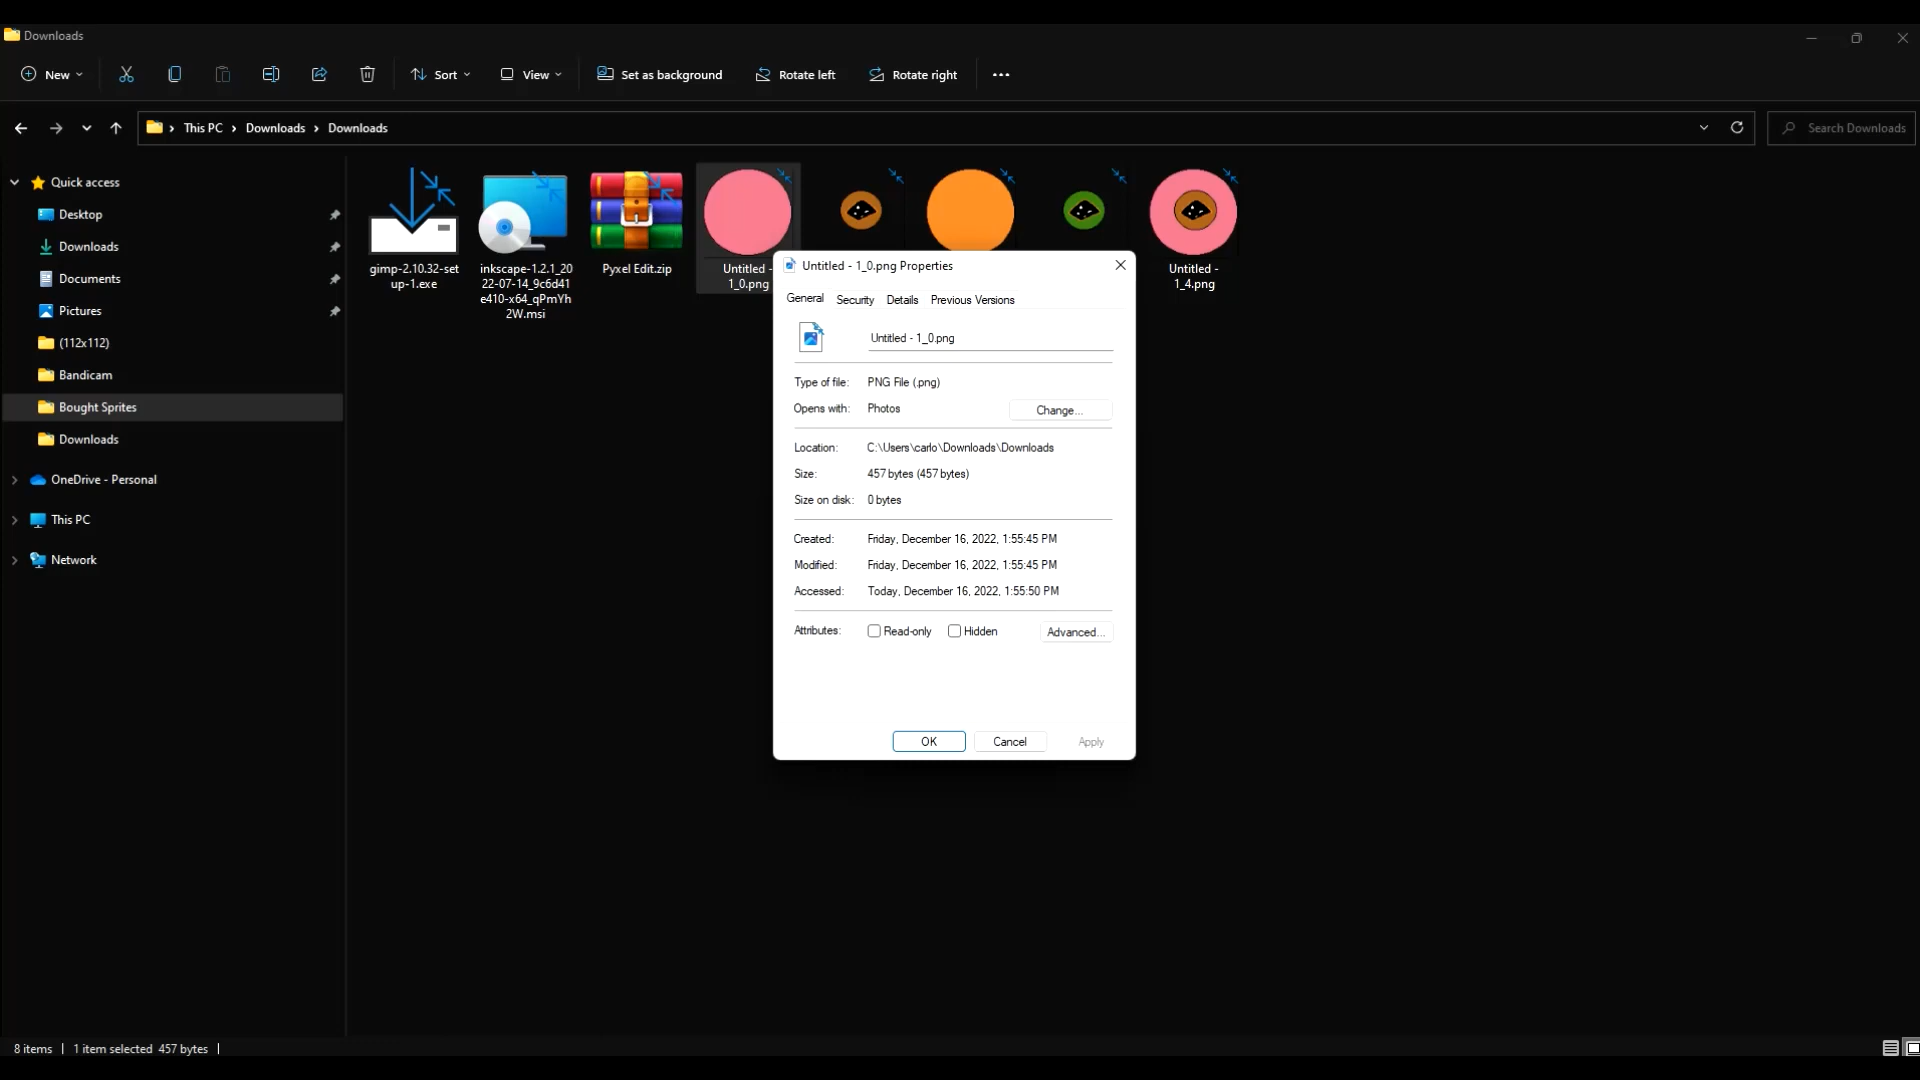 Downloads
New
Sort
View
Set as background
Rotate left
Rotate right
This PC
Downloads
Downloads
Search Downloads
Quick access
Desktop
Downloads
Documents
Pictures
(112x112)
Bandicam
Bought Sprites
Downloads
OneDrive - Personal
This PC
Network
gimp-2.10.32-set
up-1.exe
inkscape-1.2.1_20
22-07-14_9c6d41
e410-x64_qPmYh
2W.msi
Pyxel Edit.zip
Untitled -
1_0.png
Untitled -
1_4.png
Untitled - 1_0.png Properties
General Security Details Previous Versions
Untitled - 1_0.png
Type of file: PNG File (.png)
Opens with: Photos Change...
Location: C:\Users\carlo\Downloads\Downloads
Size: 457 bytes (457 bytes)
Size on disk: 0 bytes
Created: Friday, December 16, 2022, 1:55:45 PM
Modified: Friday, December 16, 2022, 1:55:45 PM
Accessed: Today, December 16, 2022, 1:55:50 PM
Attributes: Read-only Hidden Advanced...
OK Cancel Apply
8 items 1 item selected 457 bytes